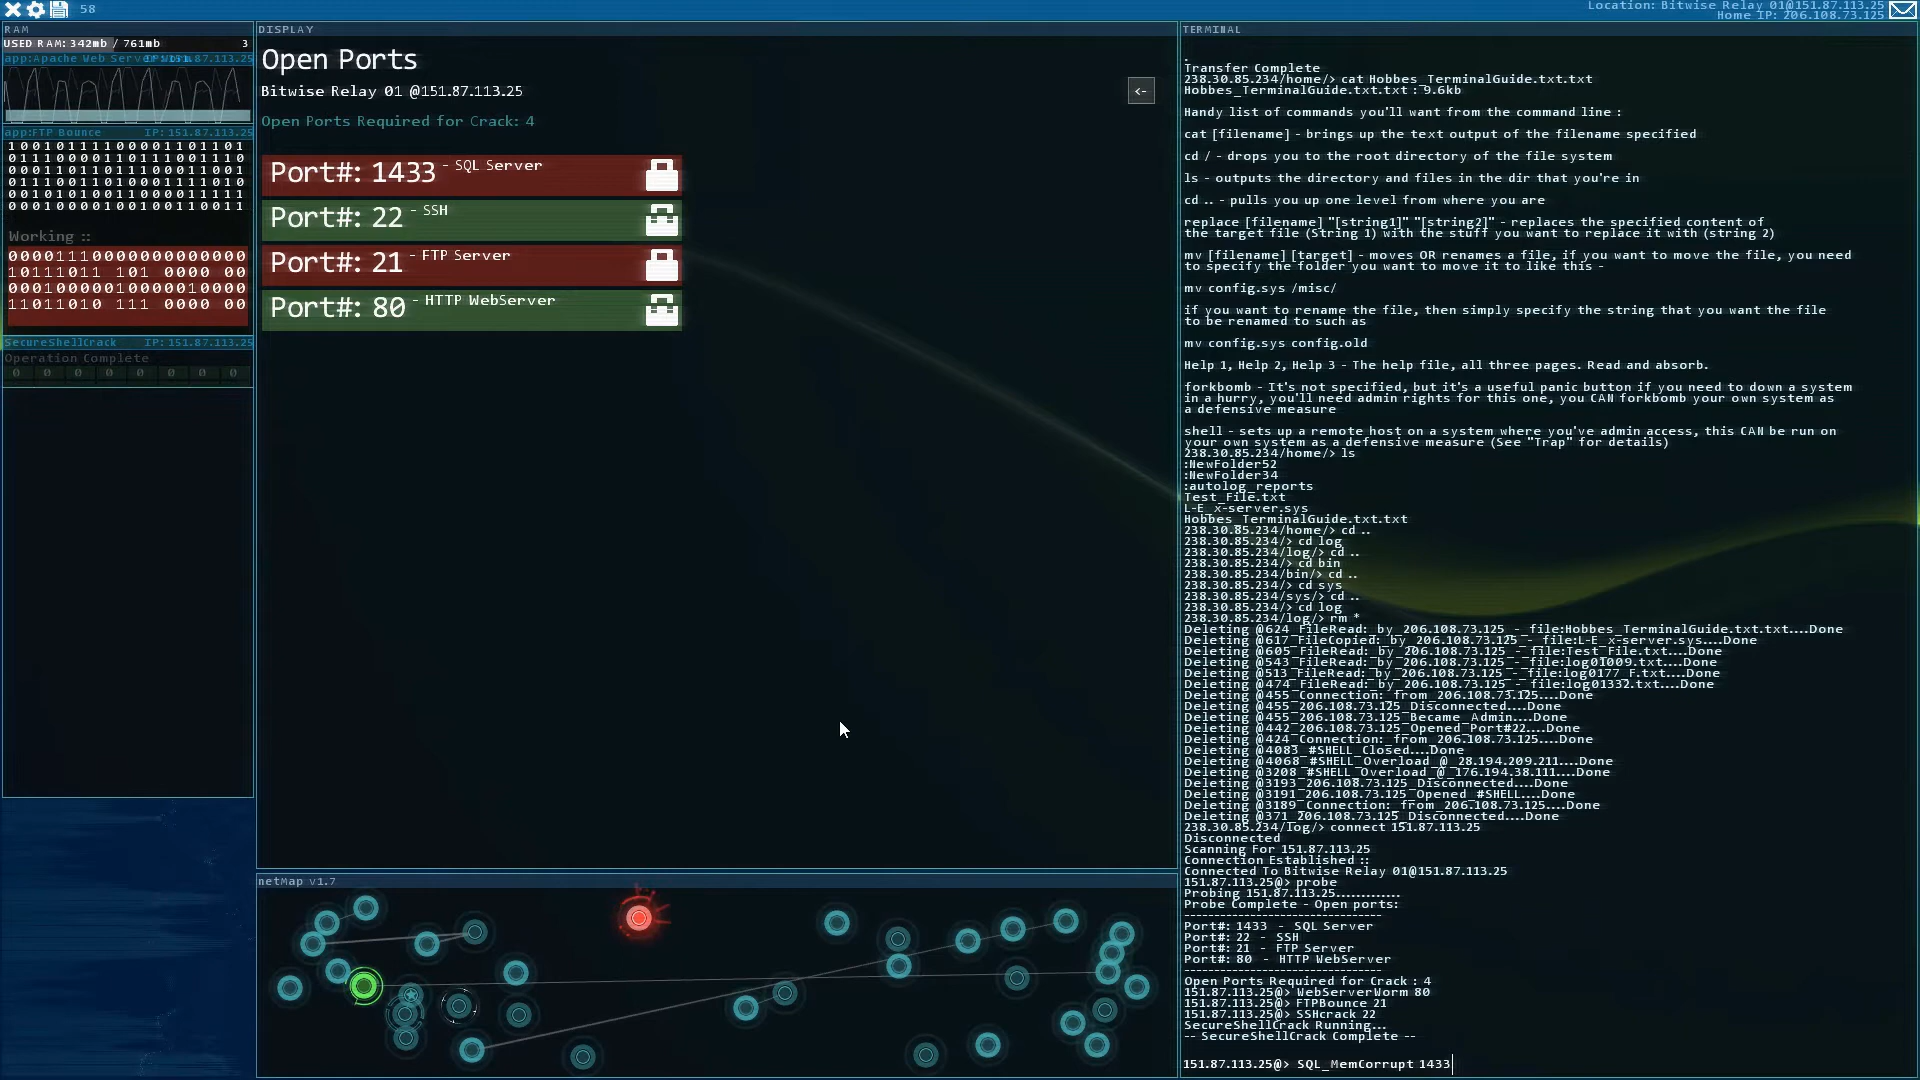 58
Location: Bitwise Relay 01@151.87.113.25
Home IP: 206.108.73.125
RAM
USED RAM: 342mb / 761mb 3
app:Apache Web Server
IP: 151.87.113.25
app:FTP Bounce IP: 151.87.113.25
Working ::
SecureShellCrack IP: 151.87.113.25
Operation Complete
0 0 0 0 0 0 0 0
DISPLAY
Open Ports
Bitwise Relay 01 @151.87.113.25
<-
Open Ports Required for Crack: 4
Port#: 1433 - SQL Server
Port#: 22 - SSH
Port#: 21 - FTP Server
Port#: 80 - HTTP WebServer
netMap v1.7
TERMINAL
.
Transfer Complete
238.30.85.234/home/> cat Hobbes_TerminalGuide.txt.txt
Hobbes_TerminalGuide.txt.txt : 9.6kb
Handy list of commands you'll want from the command line :
cat [filename] - brings up the text output of the filename specified
cd / - drops you to the root directory of the file system
ls - outputs the directory and files in the dir that you're in
cd .. - pulls you up one level from where you are
replace [filename] "[string1]" "[string2]" - replaces the specified content of
the target file (String 1) with the stuff you want to replace it with (string 2)
mv [filename] [target] - moves OR renames a file, if you want to move the file, you need
to specify the folder you want to move it to like this -
mv config.sys /misc/
if you want to rename the file, then simply specify the string that you want the file
to be renamed to such as
mv config.sys config.old
Help 1, Help 2, Help 3 - The help file, all three pages. Read and absorb.
forkbomb - It's not specified, but it's a useful panic button if you need to down a system
in a hurry, you'll need admin rights for this one, you CAN forkbomb your own system as
a defensive measure
shell - sets up a remote host on a system where you've admin access, this CAN be run on
your own system as a defensive measure (See "Trap" for details)
238.30.85.234/home/> ls
:NewFolder52
:NewFolder34
:autolog_reports
Test_File.txt
L-E_x-server.sys
Hobbes_TerminalGuide.txt.txt
238.30.85.234/home/> cd ..
238.30.85.234/> cd log
238.30.85.234/log/> cd ..
238.30.85.234/> cd bin
238.30.85.234/bin/> cd ..
238.30.85.234/> cd sys
238.30.85.234/sys/> cd ..
238.30.85.234/> cd log
238.30.85.234/log/> rm *
Deleting @624_FileRead:_by_206.108.73.125_-_file:Hobbes_TerminalGuide.txt.txt....Done
Deleting @617_FileCopied:_by_206.108.73.125_-_file:L-E_x-server.sys....Done
Deleting @605_FileRead:_by_206.108.73.125_-_file:Test_File.txt....Done
Deleting @543_FileRead:_by_206.108.73.125_-_file:log01009.txt....Done
Deleting @513_FileRead:_by_206.108.73.125_-_file:log0177_F.txt....Done
Deleting @474_FileRead:_by_206.108.73.125_-_file:log01332.txt....Done
Deleting @455_Connection:_from_206.108.73.125....Done
Deleting @455_206.108.73.125_Disconnected....Done
Deleting @455_206.108.73.125_Became_Admin....Done
Deleting @442_206.108.73.125_Opened_Port#22....Done
Deleting @424_Connection:_from_206.108.73.125....Done
Deleting @4083_#SHELL_Closed....Done
Deleting @4068_#SHELL_Overload_@_28.194.209.211....Done
Deleting @3208_#SHELL_Overload_@_176.194.38.111....Done
Deleting @3193_206.108.73.125_Disconnected....Done
Deleting @3191_206.108.73.125_Opened_#SHELL....Done
Deleting @3189_Connection:_from_206.108.73.125....Done
Deleting @371_206.108.73.125_Disconnected....Done
238.30.85.234/log/> connect 151.87.113.25
Disconnected
Scanning For 151.87.113.25
Connection Established ::
Connected To Bitwise Relay 01@151.87.113.25
151.87.113.25@> probe
Probing 151.87.113.25.............
Probe Complete - Open ports:
---------------------------------
Port#: 1433 - SQL Server
Port#: 22 - SSH
Port#: 21 - FTP Server
Port#: 80 - HTTP WebServer
---------------------------------
Open Ports Required for Crack : 4
151.87.113.25@> WebServerWorm 80
151.87.113.25@> FTPBounce 21
151.87.113.25@> SSHcrack 22
SecureShellCrack Running...
-- SecureShellCrack Complete --
151.87.113.25@> SQL_MemCorrupt 1433